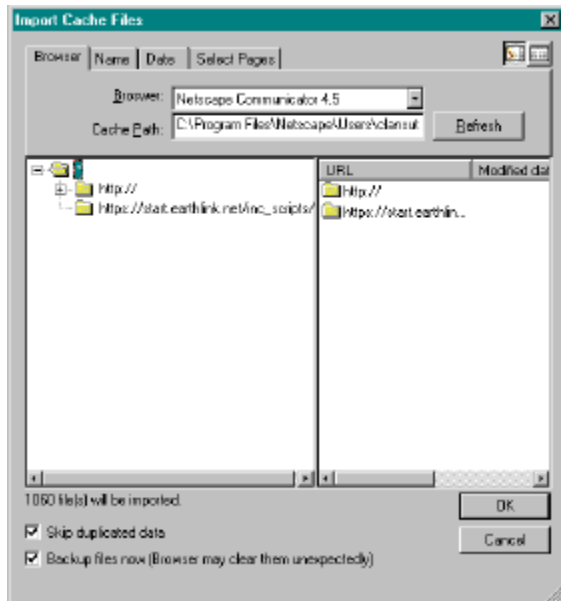 Import Cache Files
Browser Name Date Select Pages
Browser: Netscape Communicator 4.5
Cache Path: C:\Program Files\Netscape\Users\clansut Refresh
URL Modified dat
http://
https://start.earthlink.net/inc_scripts/
http://
https://start.earthlin...
1060 file(s) will be imported.
OK
Skip duplicated data
Cancel
Backup files now (Browser may clear them unexpectedly)